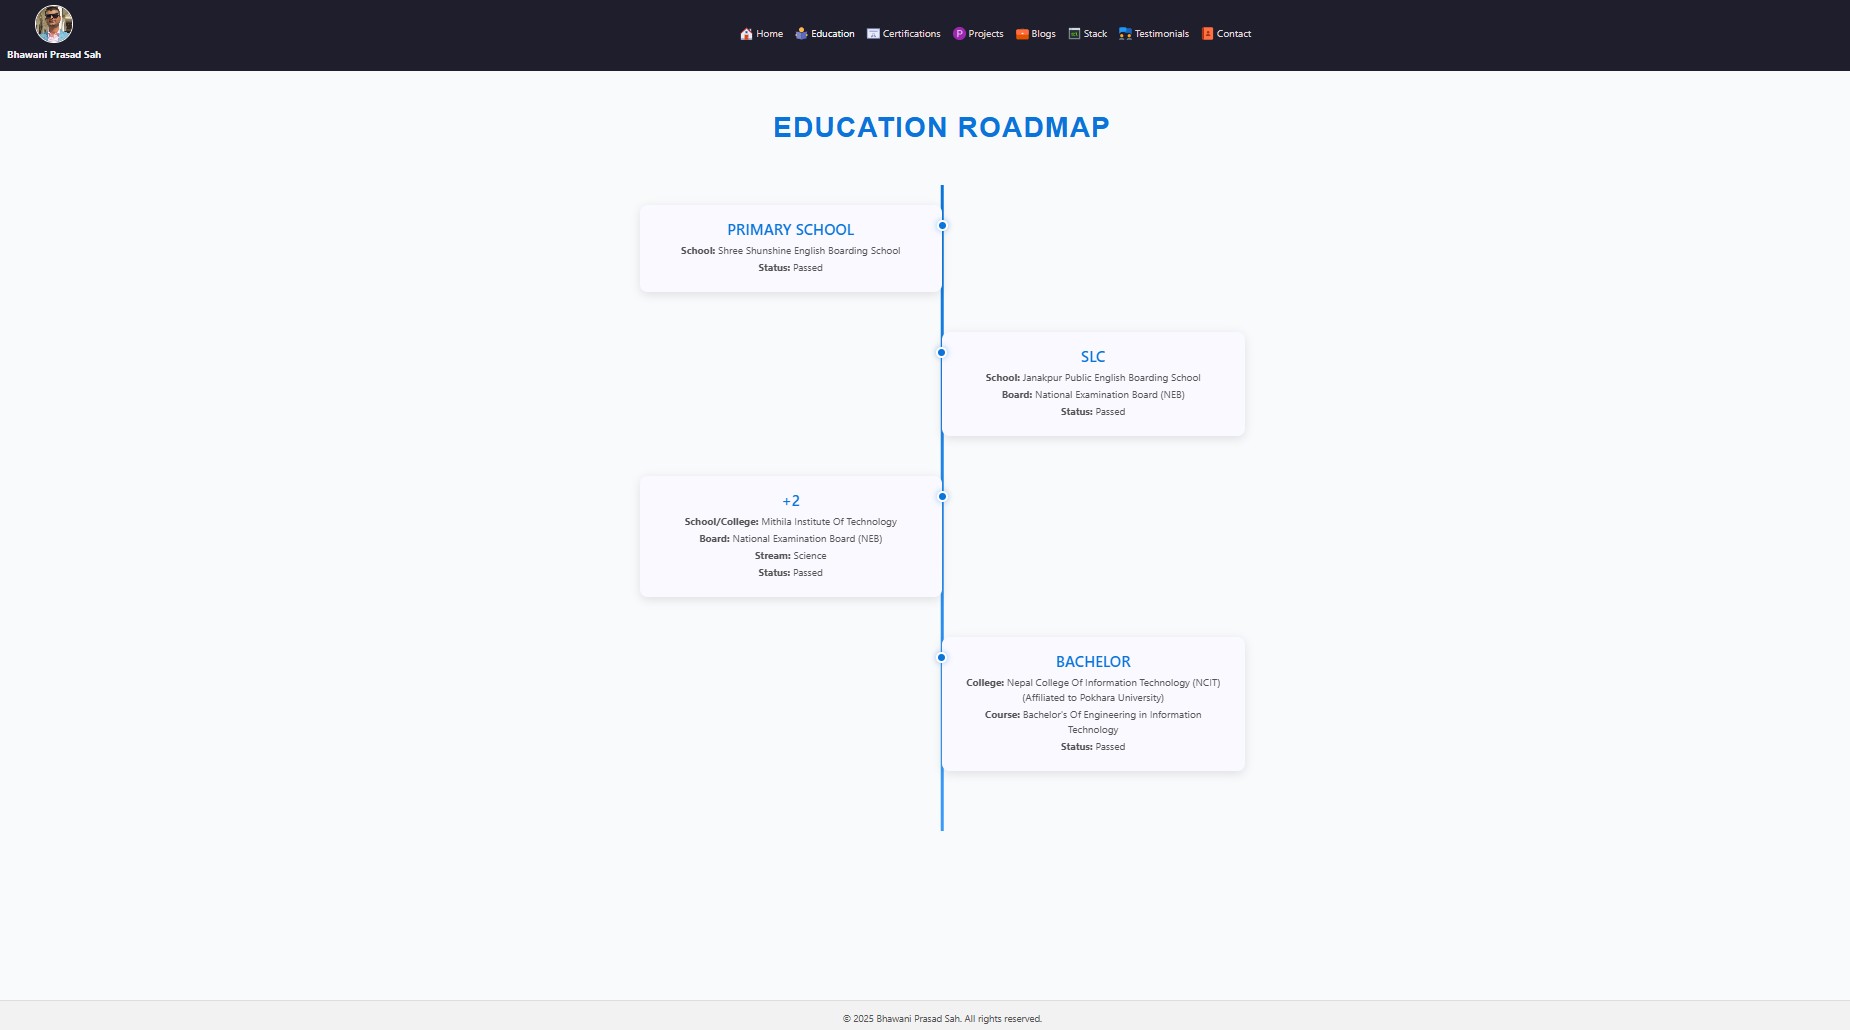 Bhawani Prasad Sah
Home Education Certifications Projects Blogs Stack Testimonials Contact
EDUCATION ROADMAP
PRIMARY SCHOOL
School: Shree Shunshine English Boarding School
Status: Passed
SLC
School: Janakpur Public English Boarding School
Board: National Examination Board (NEB)
Status: Passed
+2
School/College: Mithila Institute Of Technology
Board: National Examination Board (NEB)
Stream: Science
Status: Passed
BACHELOR
College: Nepal College Of Information Technology (NCIT)
(Affiliated to Pokhara University)
Course: Bachelor's Of Engineering in Information
Technology
Status: Passed
© 2025 Bhawani Prasad Sah. All rights reserved.